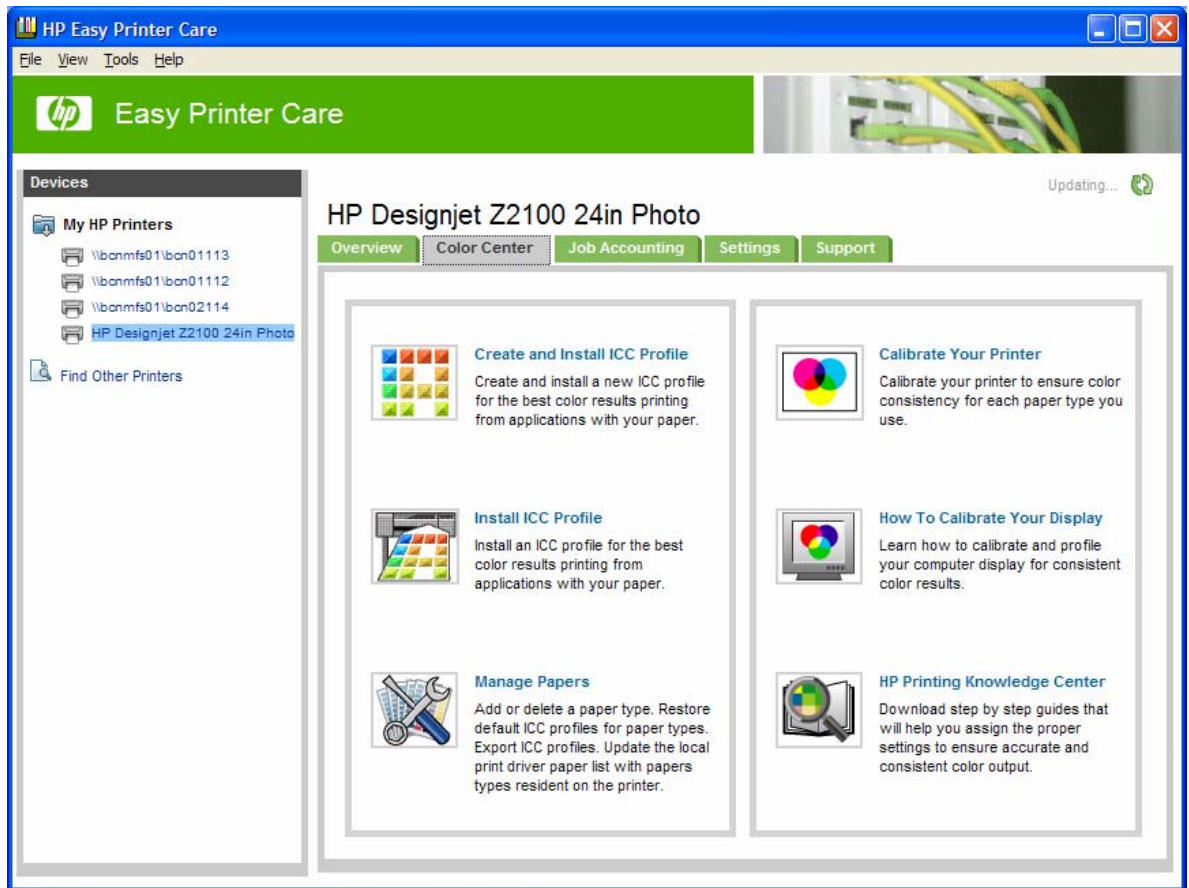 HP Easy Printer Care
File View Tools Help
hp Easy Printer Care
Devices
My HP Printers
\\bcnmfs01\bcn01113
\\bcnmfs01\bcn01112
\\bcnmfs01\bcn02114
HP Designjet Z2100 24in Photo
Find Other Printers
Updating...
HP Designjet Z2100 24in Photo
Overview Color Center Job Accounting Settings Support
Create and Install ICC Profile
Create and install a new ICC profile
for the best color results printing
from applications with your paper.
Install ICC Profile
Install an ICC profile for the best
color results printing from
applications with your paper.
Manage Papers
Add or delete a paper type. Restore
default ICC profiles for paper types.
Export ICC profiles. Update the local
print driver paper list with papers
types resident on the printer.
Calibrate Your Printer
Calibrate your printer to ensure color
consistency for each paper type you
use.
How To Calibrate Your Display
Learn how to calibrate and profile
your computer display for consistent
color results.
HP Printing Knowledge Center
Download step by step guides that
will help you assign the proper
settings to ensure accurate and
consistent color output.